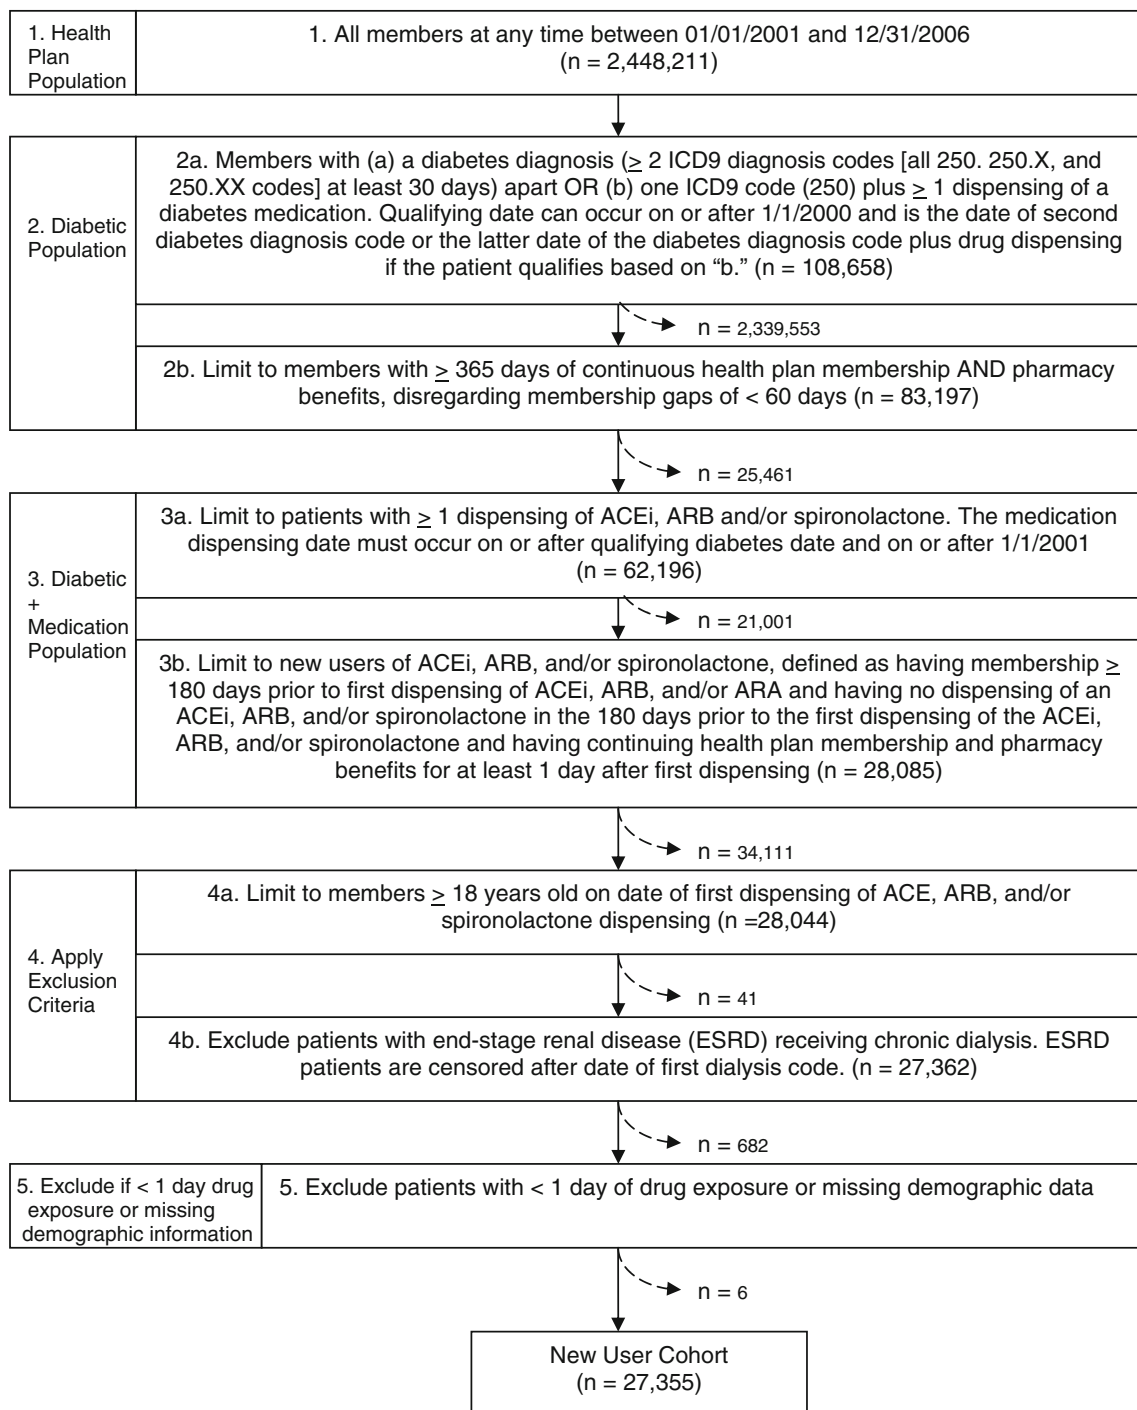 1. Health
Plan
Population
1. All members at any time between 01/01/2001 and 12/31/2006
(n = 2,448,211)
2. Diabetic
Population
2a. Members with (a) a diabetes diagnosis (≥ 2 ICD9 diagnosis codes [all 250. 250.X, and
250.XX codes] at least 30 days) apart OR (b) one ICD9 code (250) plus ≥ 1 dispensing of a
diabetes medication. Qualifying date can occur on or after 1/1/2000 and is the date of second
diabetes diagnosis code or the latter date of the diabetes diagnosis code plus drug dispensing
if the patient qualifies based on “b.” (n = 108,658)
n = 2,339,553
2b. Limit to members with ≥ 365 days of continuous health plan membership AND pharmacy
benefits, disregarding membership gaps of < 60 days (n = 83,197)
n = 25,461
3. Diabetic
+
Medication
Population
3a. Limit to patients with ≥ 1 dispensing of ACEi, ARB and/or spironolactone. The medication
dispensing date must occur on or after qualifying diabetes date and on or after 1/1/2001
(n = 62,196)
n = 21,001
3b. Limit to new users of ACEi, ARB, and/or spironolactone, defined as having membership ≥
180 days prior to first dispensing of ACEi, ARB, and/or ARA and having no dispensing of an
ACEi, ARB, and/or spironolactone in the 180 days prior to the first dispensing of the ACEi,
ARB, and/or spironolactone and having continuing health plan membership and pharmacy
benefits for at least 1 day after first dispensing (n = 28,085)
n = 34,111
4. Apply
Exclusion
Criteria
4a. Limit to members ≥ 18 years old on date of first dispensing of ACE, ARB, and/or
spironolactone dispensing (n =28,044)
n = 41
4b. Exclude patients with end-stage renal disease (ESRD) receiving chronic dialysis. ESRD
patients are censored after date of first dialysis code. (n = 27,362)
n = 682
5. Exclude if < 1 day drug
exposure or missing
demographic information
5. Exclude patients with < 1 day of drug exposure or missing demographic data
n = 6
New User Cohort
(n = 27,355)